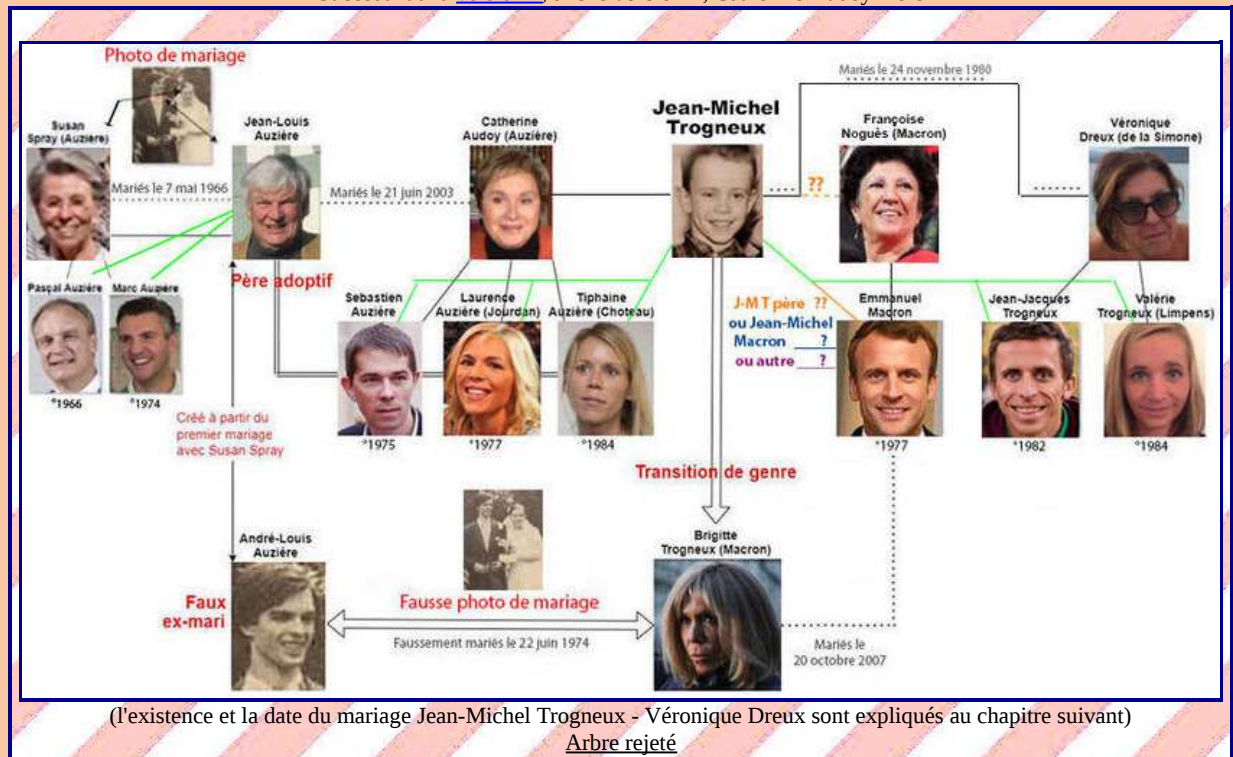 Photo de mariage
Mariés le 24 novembre 1980
Susan
Spray (Auzière)
Jean-Louis
Auzière
Catherine
Audoy (Auzière)
Jean-Michel
Trogneux
Françoise
Noguès (Macron)
Véronique
Dreux (de la Simone)
Mariés le 7 mai 1966
Mariés le 21 juin 2003
??
Père adoptif
Pascal Auzière
Marc Auzière
Sebastien
Auzière
Laurence
Auzière (Jourdan)
Tiphaine
Auzière (Choteau)
J-M T père ??
ou Jean-Michel
Macron ___?
ou autre ___?
Emmanuel
Macron
Jean-Jacques
Trogneux
Valérie
Trogneux (Limpens)
°1966
°1974
°1975
°1977
°1984
°1977
°1982
°1984
Créé à partir du
premier mariage
avec Susan Spray
Transition de genre
André-Louis
Auzière
Brigitte
Trogneux (Macron)
Faux
ex-mari
Fausse photo de mariage
Faussement mariés le 22 juin 1974
Mariés le
20 octobre 2007
(l'existence et la date du mariage Jean-Michel Trogneux - Véronique Dreux sont expliqués au chapitre suivant)
Arbre rejeté